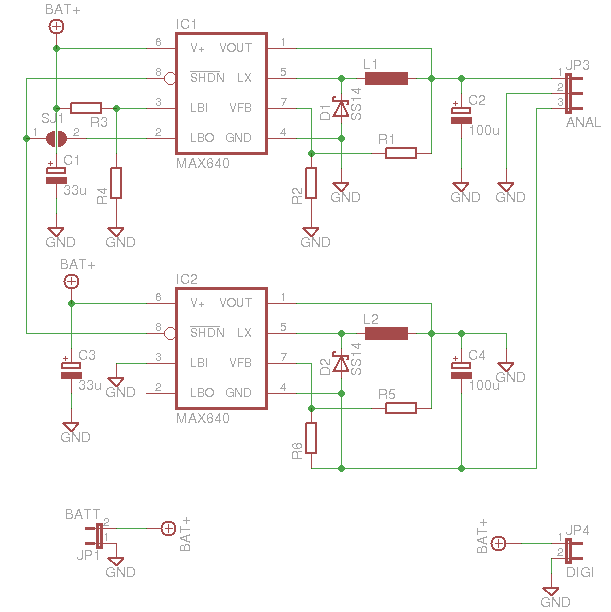 BAT+
IC1
6 V+ VOUT 1
8 SHDN LX 5
3 LBI VFB 7
2 LBO GND 4
MAX640
L1
D1
SS14
C2
100u
JP3
1
2
3
ANAL
SJ1
1 2
R3
C1
33u
R4
R2
R1
GND
GND
GND
GND
GND
GND
BAT+
IC2
6 V+ VOUT 1
8 SHDN LX 5
3 LBI VFB 7
2 LBO GND 4
MAX640
L2
D2
SS14
C3
33u
GND
GND
C4
100u
GND
R5
R6
BATT
2
1
JP1
BAT+
GND
BAT+
JP4
1
2
DIGI
GND